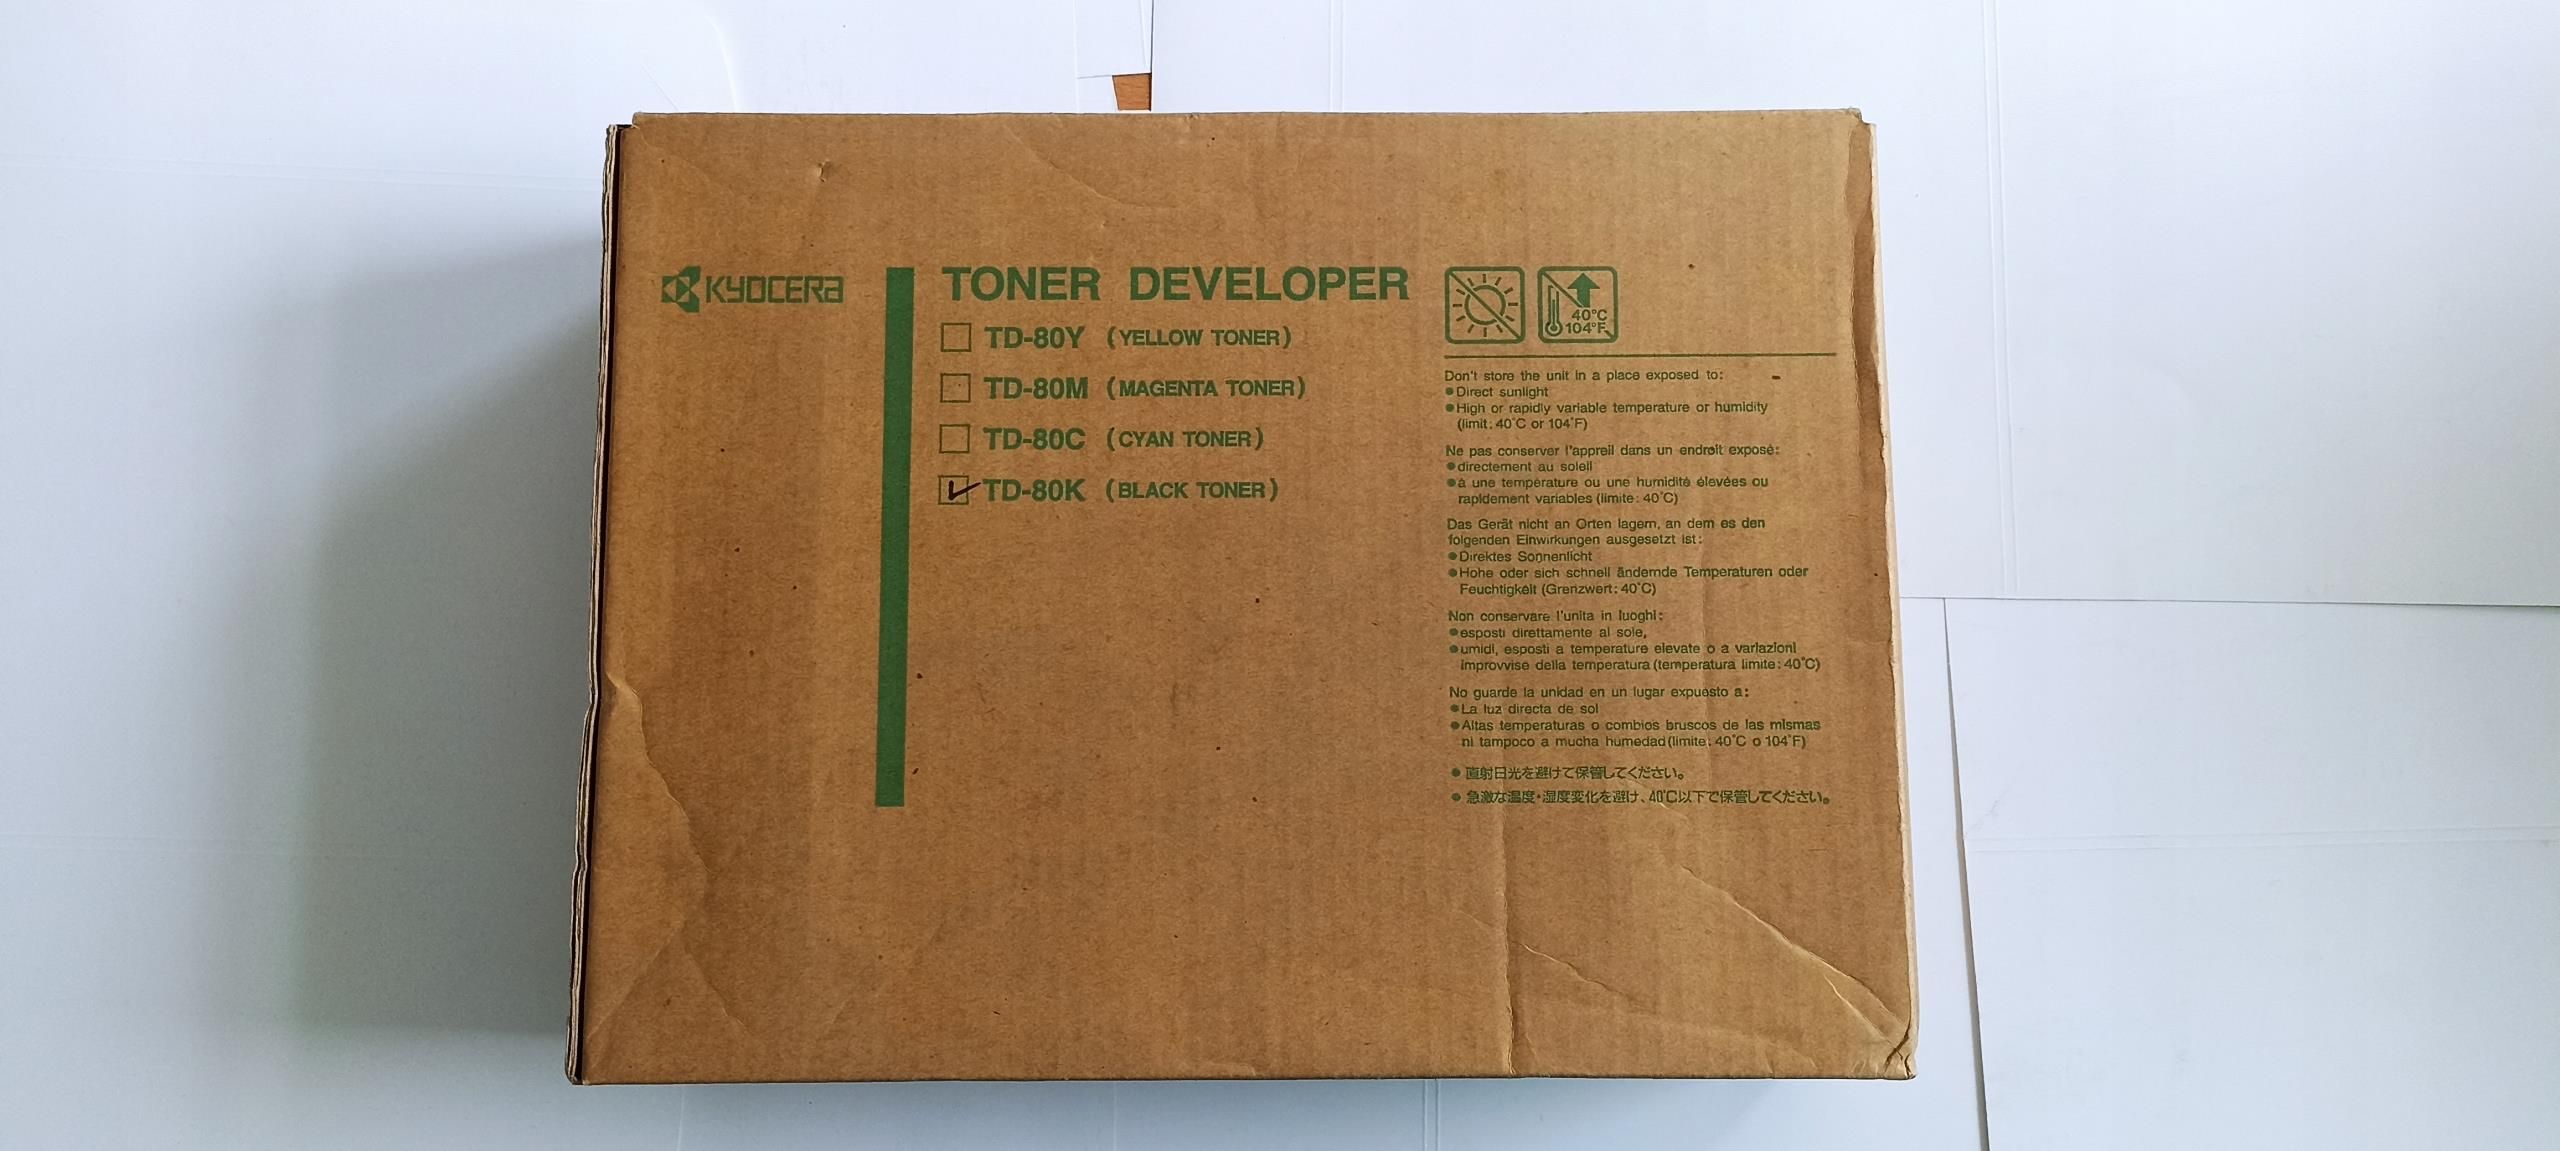 KYOCERA
TONER DEVELOPER
TD-80Y (YELLOW TONER)
TD-80M (MAGENTA TONER)
TD-80C (CYAN TONER)
TD-80K (BLACK TONER)
40°C
104°F
Don't store the unit in a place exposed to:
●Direct sunlight
●High or rapidly variable temperature or humidity
(limit: 40°C or 104°F)
Ne pas conserver l'appreil dans un endroit exposé:
●directement au soleil
●à une température ou une humidité élevées ou
rapidement variables (limite: 40°C)
Das Gerät nicht an Orten lagern, an dem es den
folgenden Einwirkungen ausgesetzt ist:
●Direktes Sonnenlicht
●Hohe oder sich schnell ändernde Temperaturen oder
Feuchtigkeit (Grenzwert: 40°C)
Non conservare l'unita in luoghi:
●esposti direttamente al sole,
●umidi, esposti a temperature elevate o a variazioni
improvvise della temperatura (temperatura limite: 40°C)
No guarde la unidad en un lugar expuesto a:
●La luz directa de sol
●Altas temperaturas o combios bruscos de las mismas
ni tampoco a mucha humedad (limite: 40°C o 104°F)
● 直射日光を避けて保管してください。
● 急激な温度・湿度変化を避け、40℃以下で保管してください。